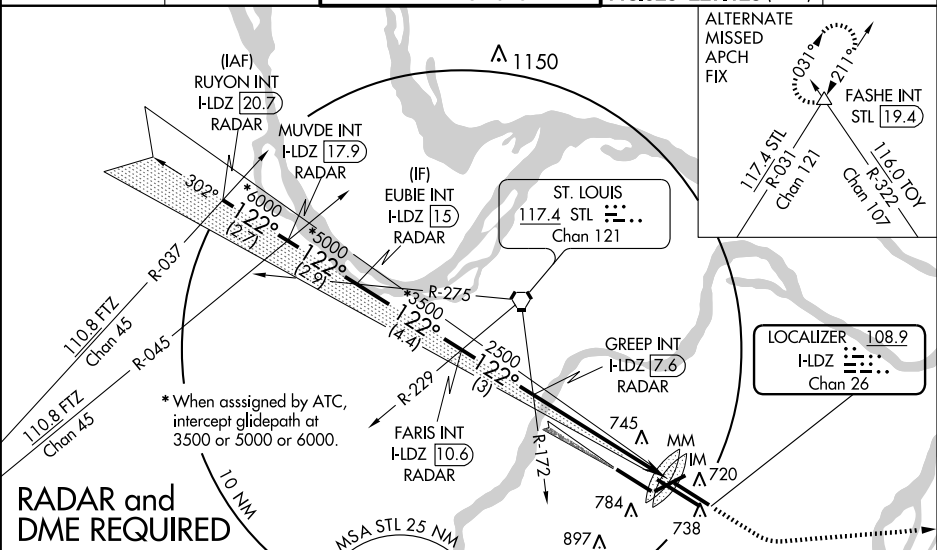 ALTERNATE
MISSED
APCH
FIX
031°
211°
FASHE INT
STL 19.4
117.4 STL
R-031
Chan 121
116.0 TOY
R-322
Chan 107
1150
(IAF)
RUYON INT
I-LDZ 20.7
RADAR
MUVDE INT
I-LDZ 17.9
RADAR
(IF)
EUBIE INT
I-LDZ 15
RADAR
ST. LOUIS
117.4 STL
Chan 121
302°
*6000
122°
(2.7)
*5000
122°
(2.9)
*3500
122°
(4.4)
2500
122°
(3)
R-037
R-045
R-275
R-229
R-172
110.8 FTZ
Chan 45
110.8 FTZ
Chan 45
GREEP INT
I-LDZ 7.6
RADAR
LOCALIZER 108.9
I-LDZ
Chan 26
* When asssigned by ATC,
intercept glidepath at
3500 or 5000 or 6000.
FARIS INT
I-LDZ 10.6
RADAR
745
MM
IM
720
784
738
897
10 NM
MSA STL 25 NM
RADAR and
DME REQUIRED